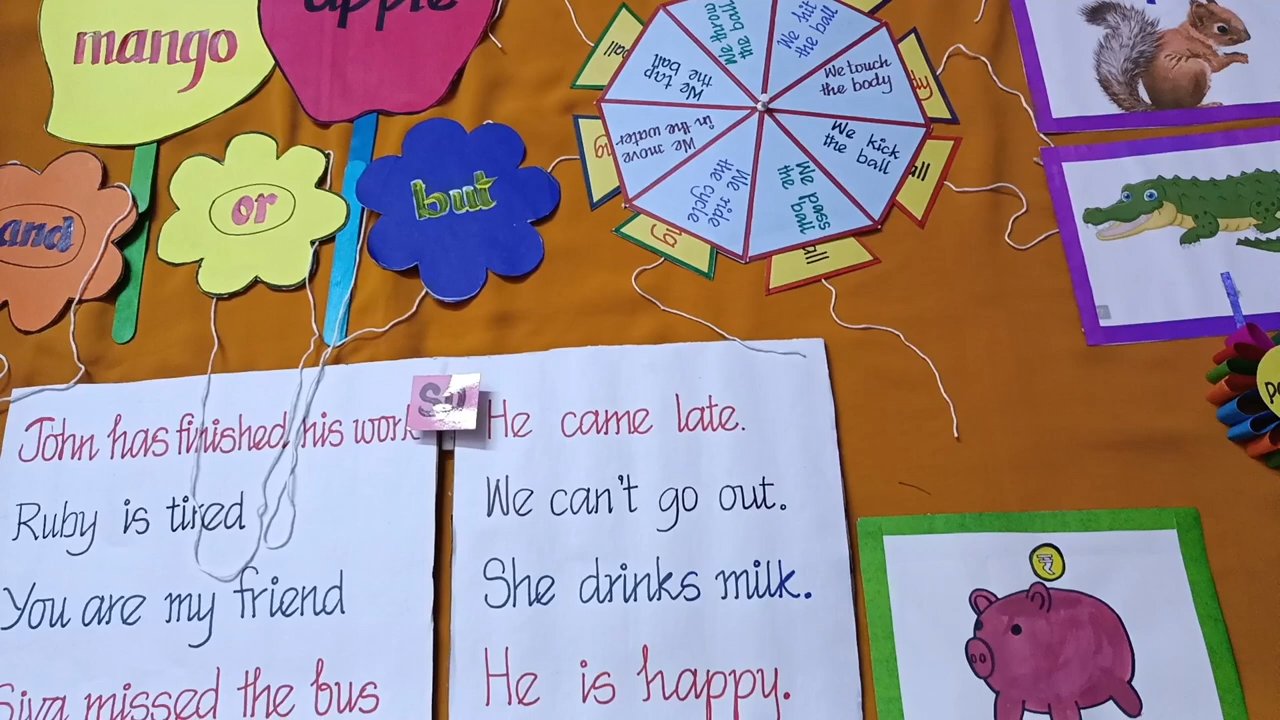 mango
apple
and
or
but
We throw
the ball
We hit
the ball
We touch
the body
We kick
the ball
We pass
the ball
We ride
the cycle
We move
in the water
We tap
the ball
So
John has finished his work
He came late.
Ruby is tired
We can't go out.
You are my friend
She drinks milk.
Siva missed the bus
He is happy.
₹